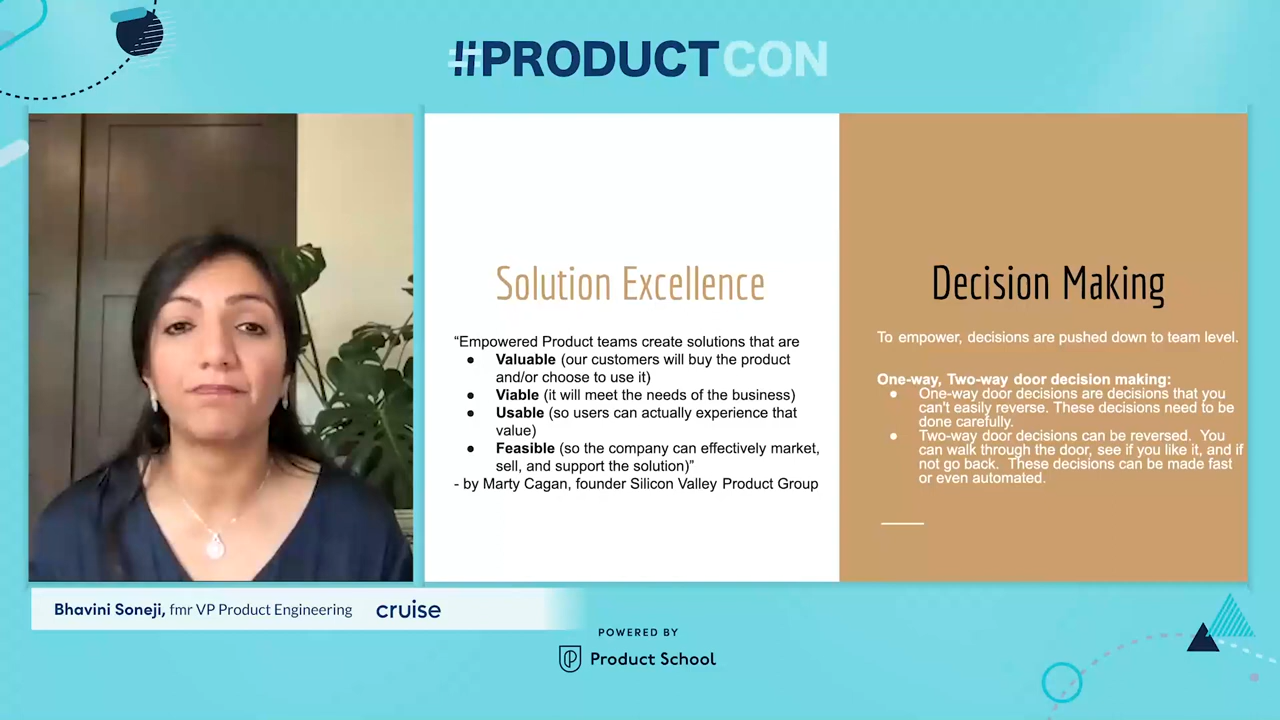 #PRODUCTCON
Solution Excellence
“Empowered Product teams create solutions that are
● Valuable (our customers will buy the product
and/or choose to use it)
● Viable (it will meet the needs of the business)
● Usable (so users can actually experience that
value)
● Feasible (so the company can effectively market,
sell, and support the solution)”
- by Marty Cagan, founder Silicon Valley Product Group
Decision Making
To empower, decisions are pushed down to team level.
One-way, Two-way door decision making:
● One-way door decisions are decisions that you
can't easily reverse. These decisions need to be
done carefully.
● Two-way door decisions can be reversed. You
can walk through the door, see if you like it, and if
not go back. These decisions can be made fast
or even automated.
Bhavini Soneji, fmr VP Product Engineering cruise
POWERED BY
Product School